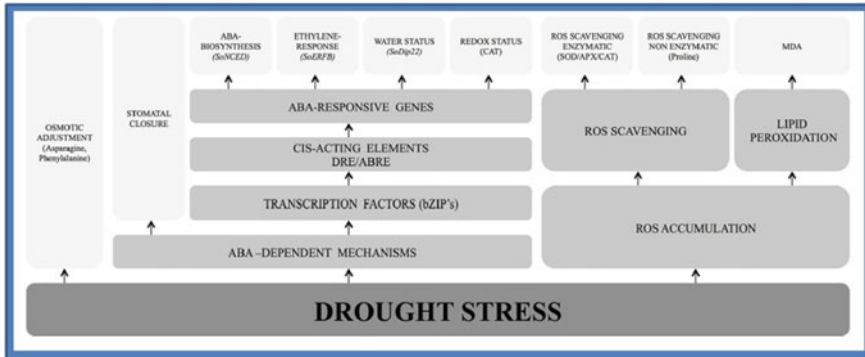 ABA-
BIOSYNTHESIS
(SoNCED)
ETHYLENE-
RESPONSE
(SoERFB)
WATER STATUS
(SoDip22)
REDOX STATUS
(CAT)
ROS SCAVENGING
ENZYMATIC
(SOD/APX/CAT)
ROS SCAVENGING
NON ENZYMATIC
(Proline)
MDA
OSMOTIC
ADJUSTMENT
(Asparagine,
Phenylalanine)
STOMATAL
CLOSURE
ABA-RESPONSIVE GENES
CIS-ACTING ELEMENTS
DRE/ABRE
TRANSCRIPTION FACTORS (bZIP's)
ABA –DEPENDENT MECHANISMS
ROS SCAVENGING
LIPID
PEROXIDATION
ROS ACCUMULATION
DROUGHT STRESS